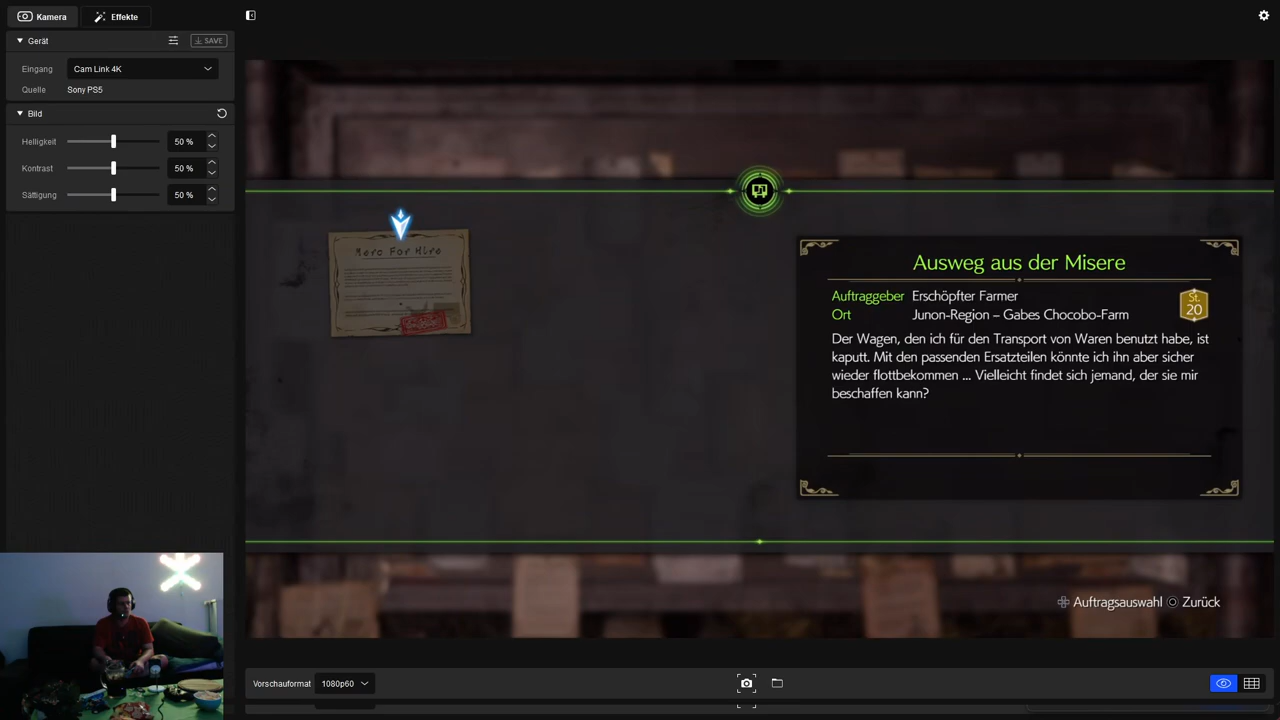 Kamera
Effekte
Gerät
SAVE
Eingang
Cam Link 4K
Quelle
Sony PS5
Bild
Helligkeit
50 %
Kontrast
50 %
Sättigung
50 %
Merc For Hire
Ausweg aus der Misere
Auftraggeber Erschöpfter Farmer
Ort Junon-Region – Gabes Chocobo-Farm
St.
20
Der Wagen, den ich für den Transport von Waren benutzt habe, ist
kaputt. Mit den passenden Ersatzteilen könnte ich ihn aber sicher
wieder flottbekommen ... Vielleicht findet sich jemand, der sie mir
beschaffen kann?
Auftragsauswahl Zurück
Vorschauformat
1080p60